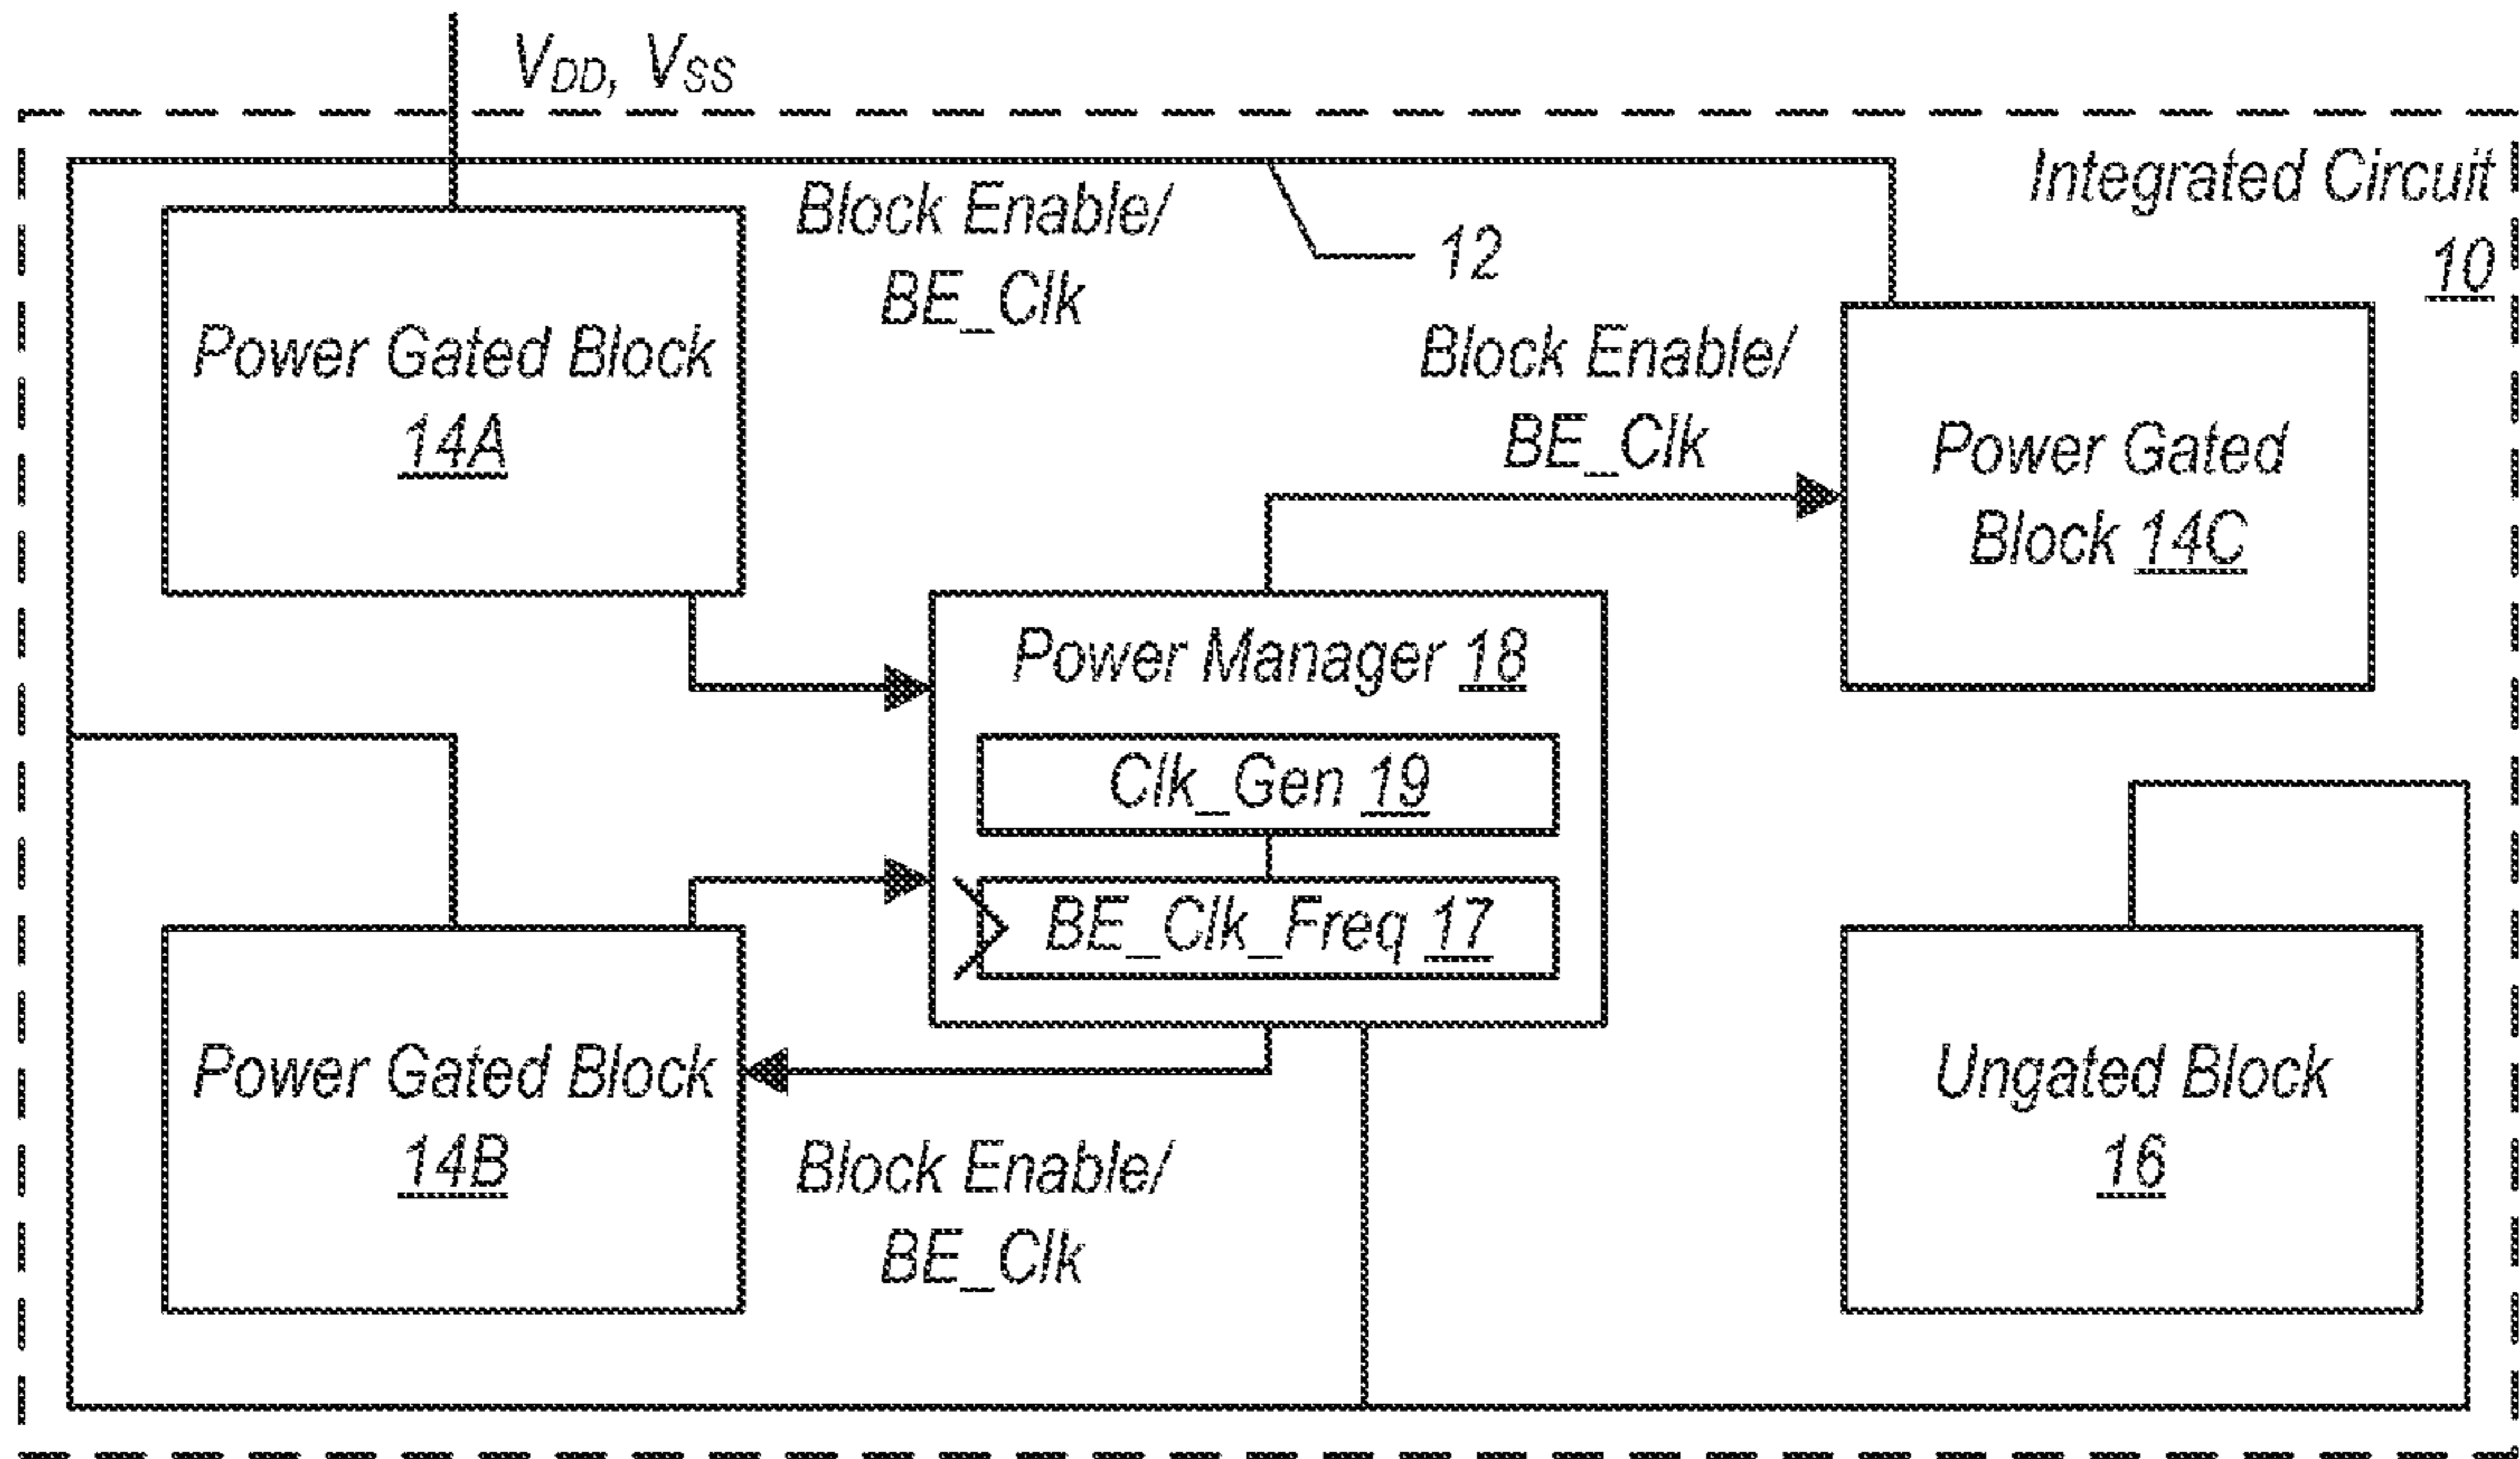 VDD, VSS
Integrated Circuit
10
Block Enable/
BE_Clk
12
Power Gated Block
14A
Block Enable/
BE_Clk
Power Gated
Block 14C
Power Manager 18
Clk_Gen 19
BE_Clk_Freq 17
Power Gated Block
14B
Block Enable/
BE_Clk
Ungated Block
16